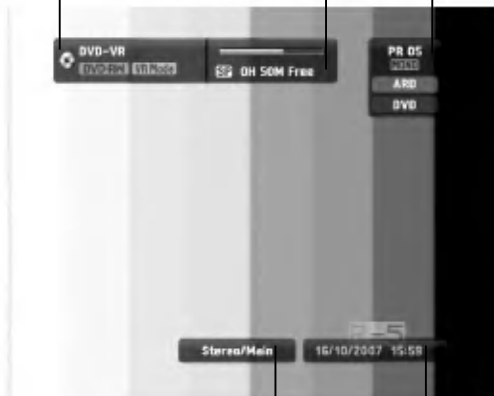 DVD-VR
DVD-RW VR Mode
SP 0H 50M Free
PR 05
MONO
ARD
DVD
P-5
Stereo/Main
16/10/2007 15:59